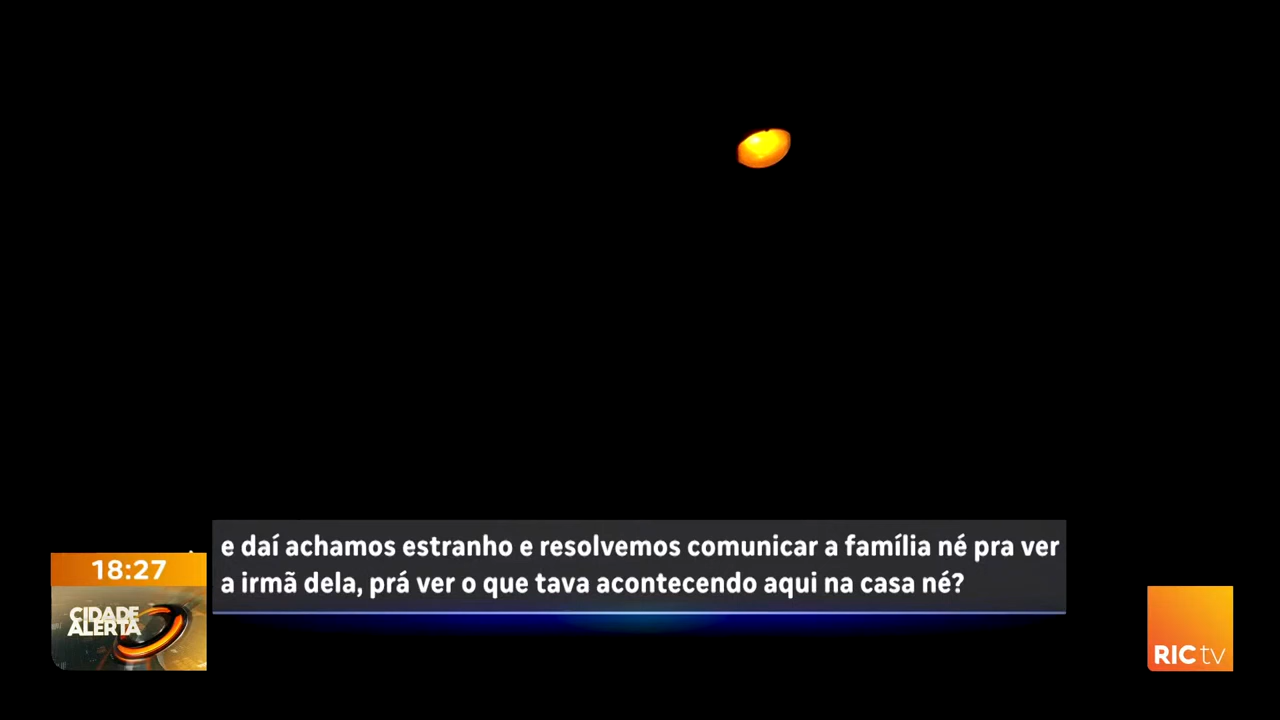 e daí achamos estranho e resolvemos comunicar a família né pra ver
a irmã dela, prá ver o que tava acontecendo aqui na casa né?
18:27
CIDADE
ALERTA
RIC tv